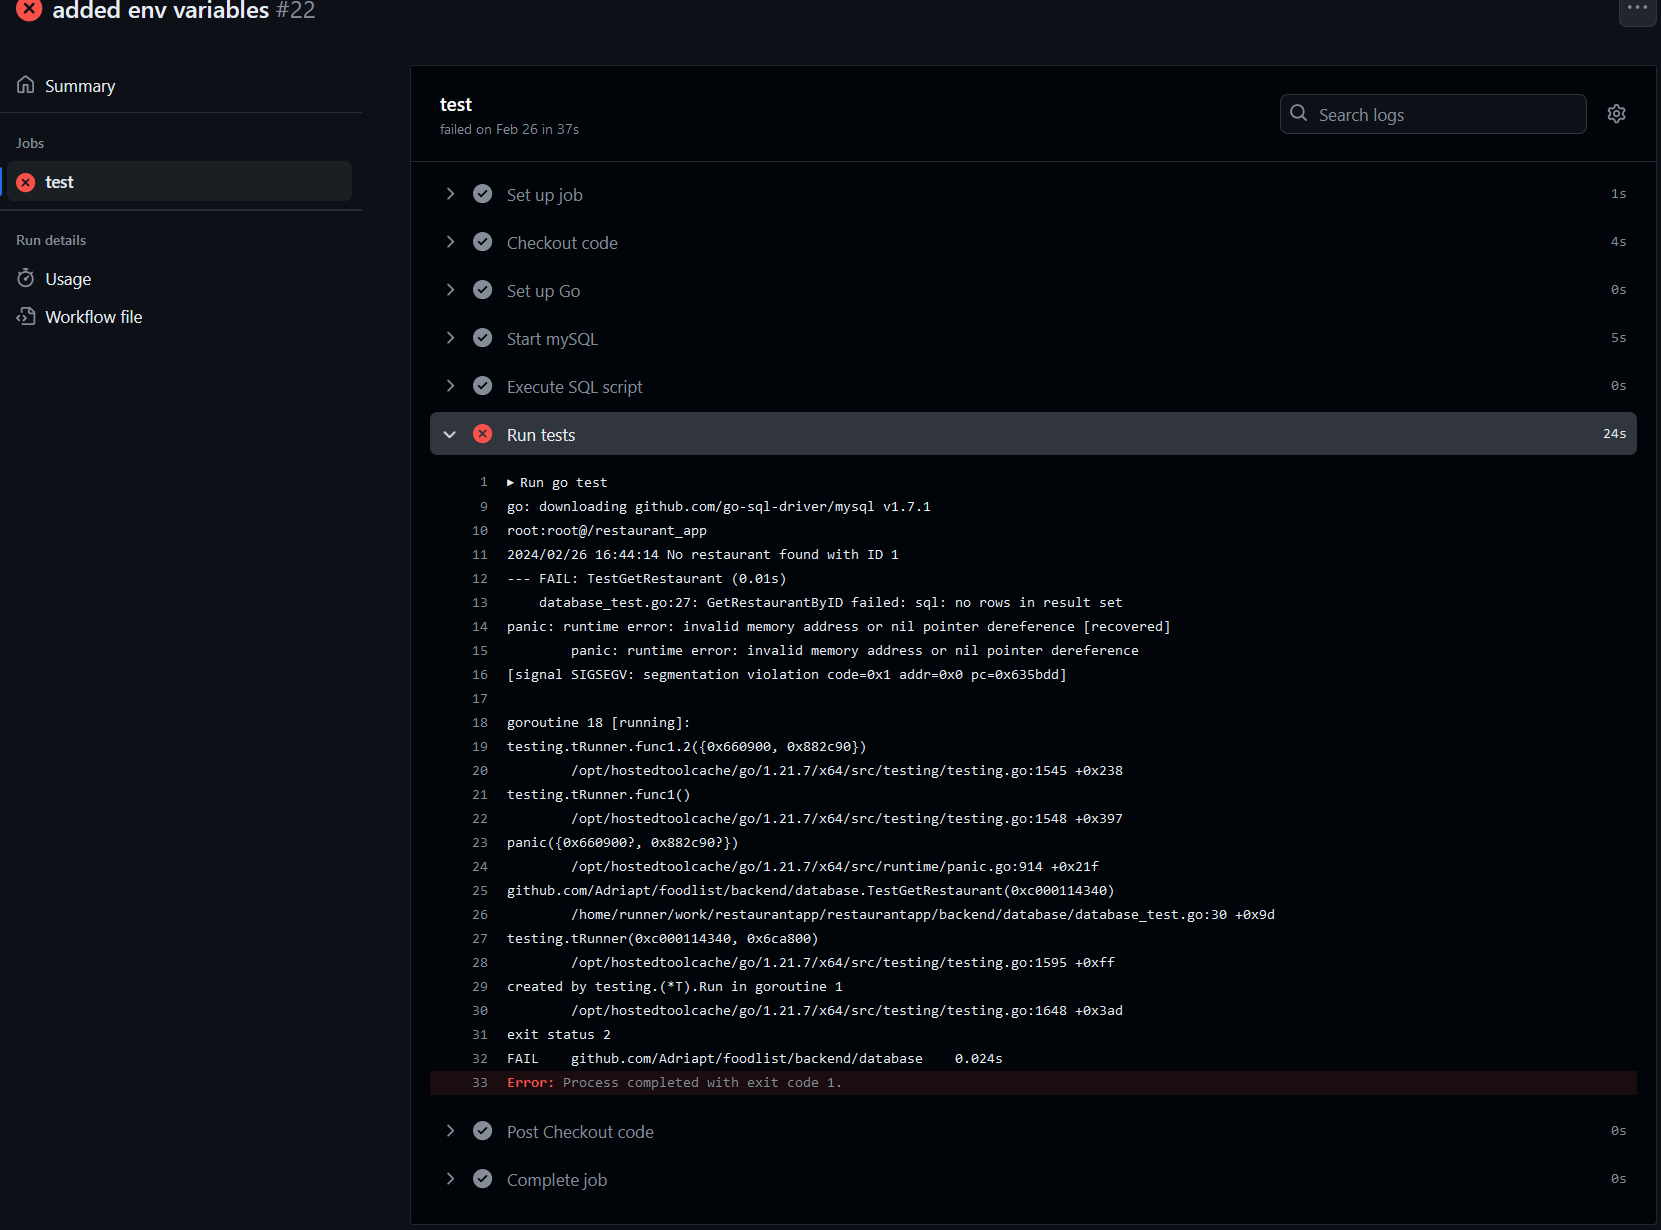 added env variables #22
Summary
Jobs
test
Run details
Usage
Workflow file
test
failed on Feb 26 in 37s
Search logs
Set up job 1s
Checkout code 4s
Set up Go 0s
Start mySQL 5s
Execute SQL script 0s
Run tests 24s
1 ▶ Run go test
9 go: downloading github.com/go-sql-driver/mysql v1.7.1
10 root:root@/restaurant_app
11 2024/02/26 16:44:14 No restaurant found with ID 1
12 --- FAIL: TestGetRestaurant (0.01s)
13 database_test.go:27: GetRestaurantByID failed: sql: no rows in result set
14 panic: runtime error: invalid memory address or nil pointer dereference [recovered]
15 panic: runtime error: invalid memory address or nil pointer dereference
16 [signal SIGSEGV: segmentation violation code=0x1 addr=0x0 pc=0x635bdd]
17
18 goroutine 18 [running]:
19 testing.tRunner.func1.2({0x660900, 0x882c90})
20 /opt/hostedtoolcache/go/1.21.7/x64/src/testing/testing.go:1545 +0x238
21 testing.tRunner.func1()
22 /opt/hostedtoolcache/go/1.21.7/x64/src/testing/testing.go:1548 +0x397
23 panic({0x660900?, 0x882c90?})
24 /opt/hostedtoolcache/go/1.21.7/x64/src/runtime/panic.go:914 +0x21f
25 github.com/Adriapt/foodlist/backend/database.TestGetRestaurant(0xc000114340)
26 /home/runner/work/restaurantapp/restaurantapp/backend/database/database_test.go:30 +0x9d
27 testing.tRunner(0xc000114340, 0x6ca800)
28 /opt/hostedtoolcache/go/1.21.7/x64/src/testing/testing.go:1595 +0xff
29 created by testing.(*T).Run in goroutine 1
30 /opt/hostedtoolcache/go/1.21.7/x64/src/testing/testing.go:1648 +0x3ad
31 exit status 2
32 FAIL github.com/Adriapt/foodlist/backend/database 0.024s
33 Error: Process completed with exit code 1.
Post Checkout code 0s
Complete job 0s